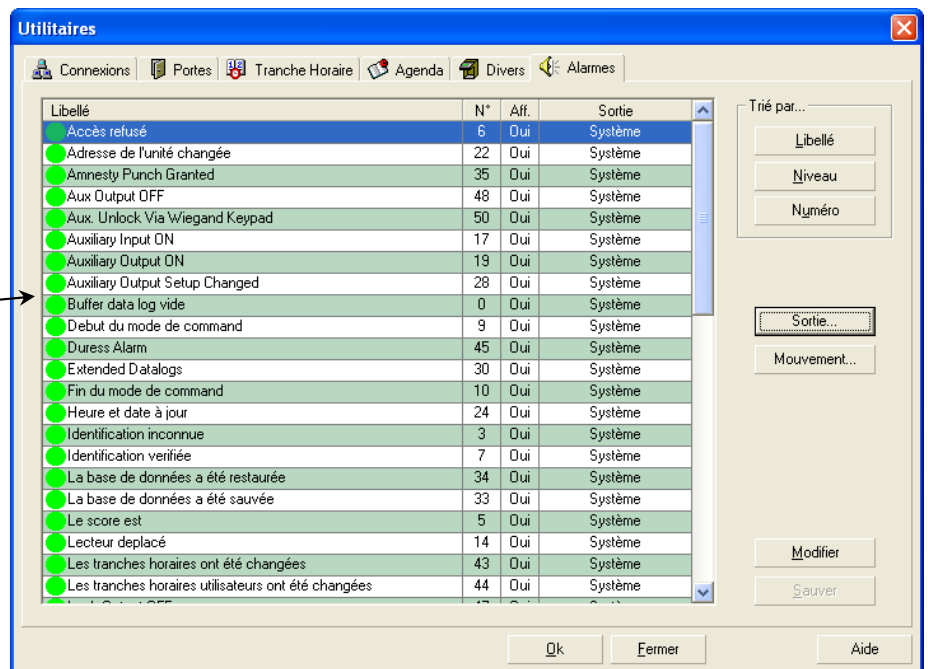 Utilitaires
Connexions Portes Tranche Horaire Agenda Divers Alarmes
Libellé N° Aff. Sortie
Accès refusé 6 Oui Système
Adresse de l'unité changée 22 Oui Système
Amnesty Punch Granted 35 Oui Système
Aux Output OFF 48 Oui Système
Aux. Unlock Via Wiegand Keypad 50 Oui Système
Auxiliary Input ON 17 Oui Système
Auxiliary Output ON 19 Oui Système
Auxiliary Output Setup Changed 28 Oui Système
Buffer data log vide 0 Oui Système
Debut du mode de command 9 Oui Système
Duress Alarm 45 Oui Système
Extended Datalogs 30 Oui Système
Fin du mode de command 10 Oui Système
Heure et date à jour 24 Oui Système
Identification inconnue 3 Oui Système
Identification verifiée 7 Oui Système
La base de données a été restaurée 34 Oui Système
La base de données a été sauvée 33 Oui Système
Le score est 5 Oui Système
Lecteur deplacé 14 Oui Système
Les tranches horaires ont été changées 43 Oui Système
Les tranches horaires utilisateurs ont été changées 44 Oui Système
Trié par...
Libellé
Niveau
Numéro
Sortie...
Mouvement...
Modifier
Sauver
Ok Fermer Aide